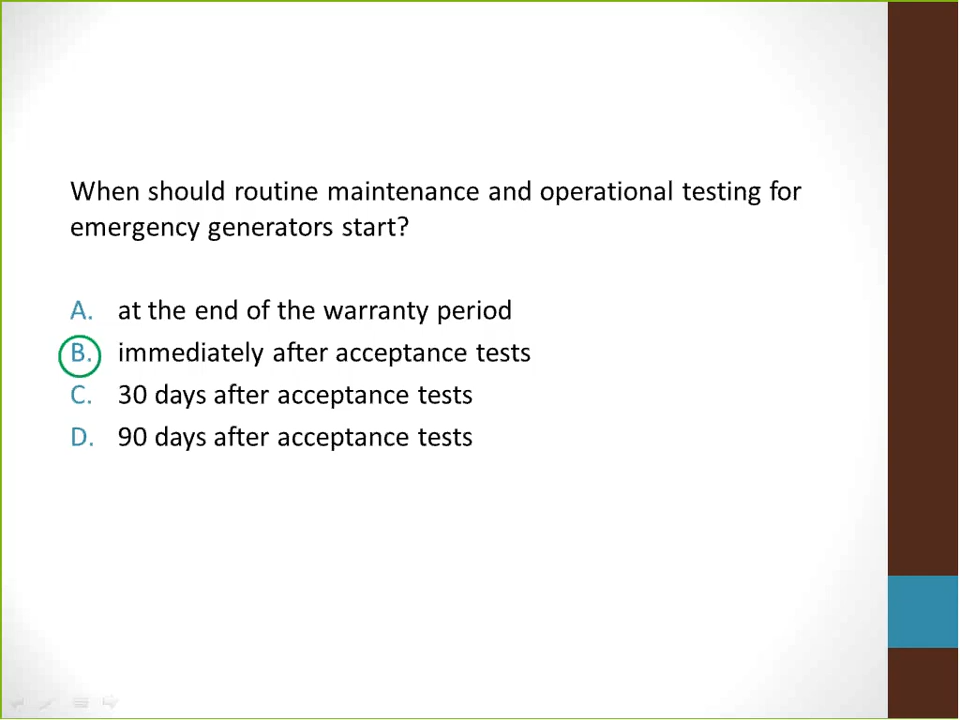 When should routine maintenance and operational testing for
emergency generators start?
A. at the end of the warranty period
B. immediately after acceptance tests
C. 30 days after acceptance tests
D. 90 days after acceptance tests